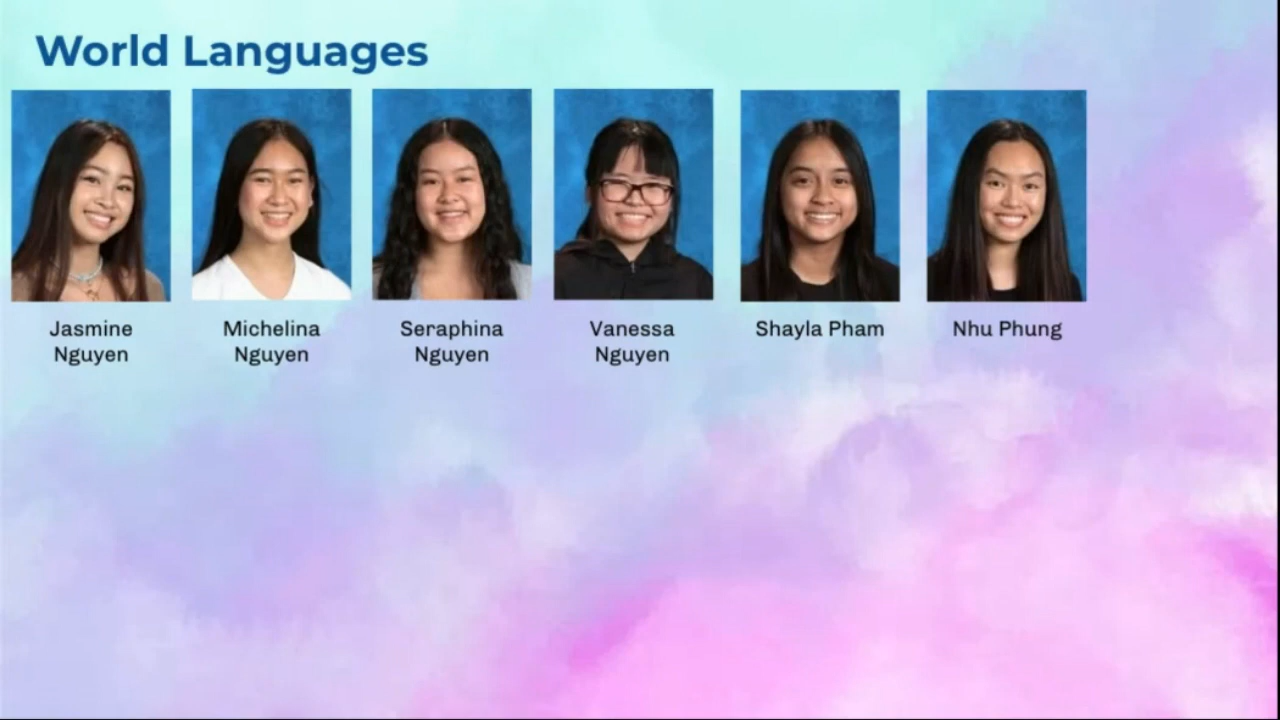 World Languages
Jasmine
Nguyen
Michelina
Nguyen
Seraphina
Nguyen
Vanessa
Nguyen
Shayla Pham
Nhu Phung